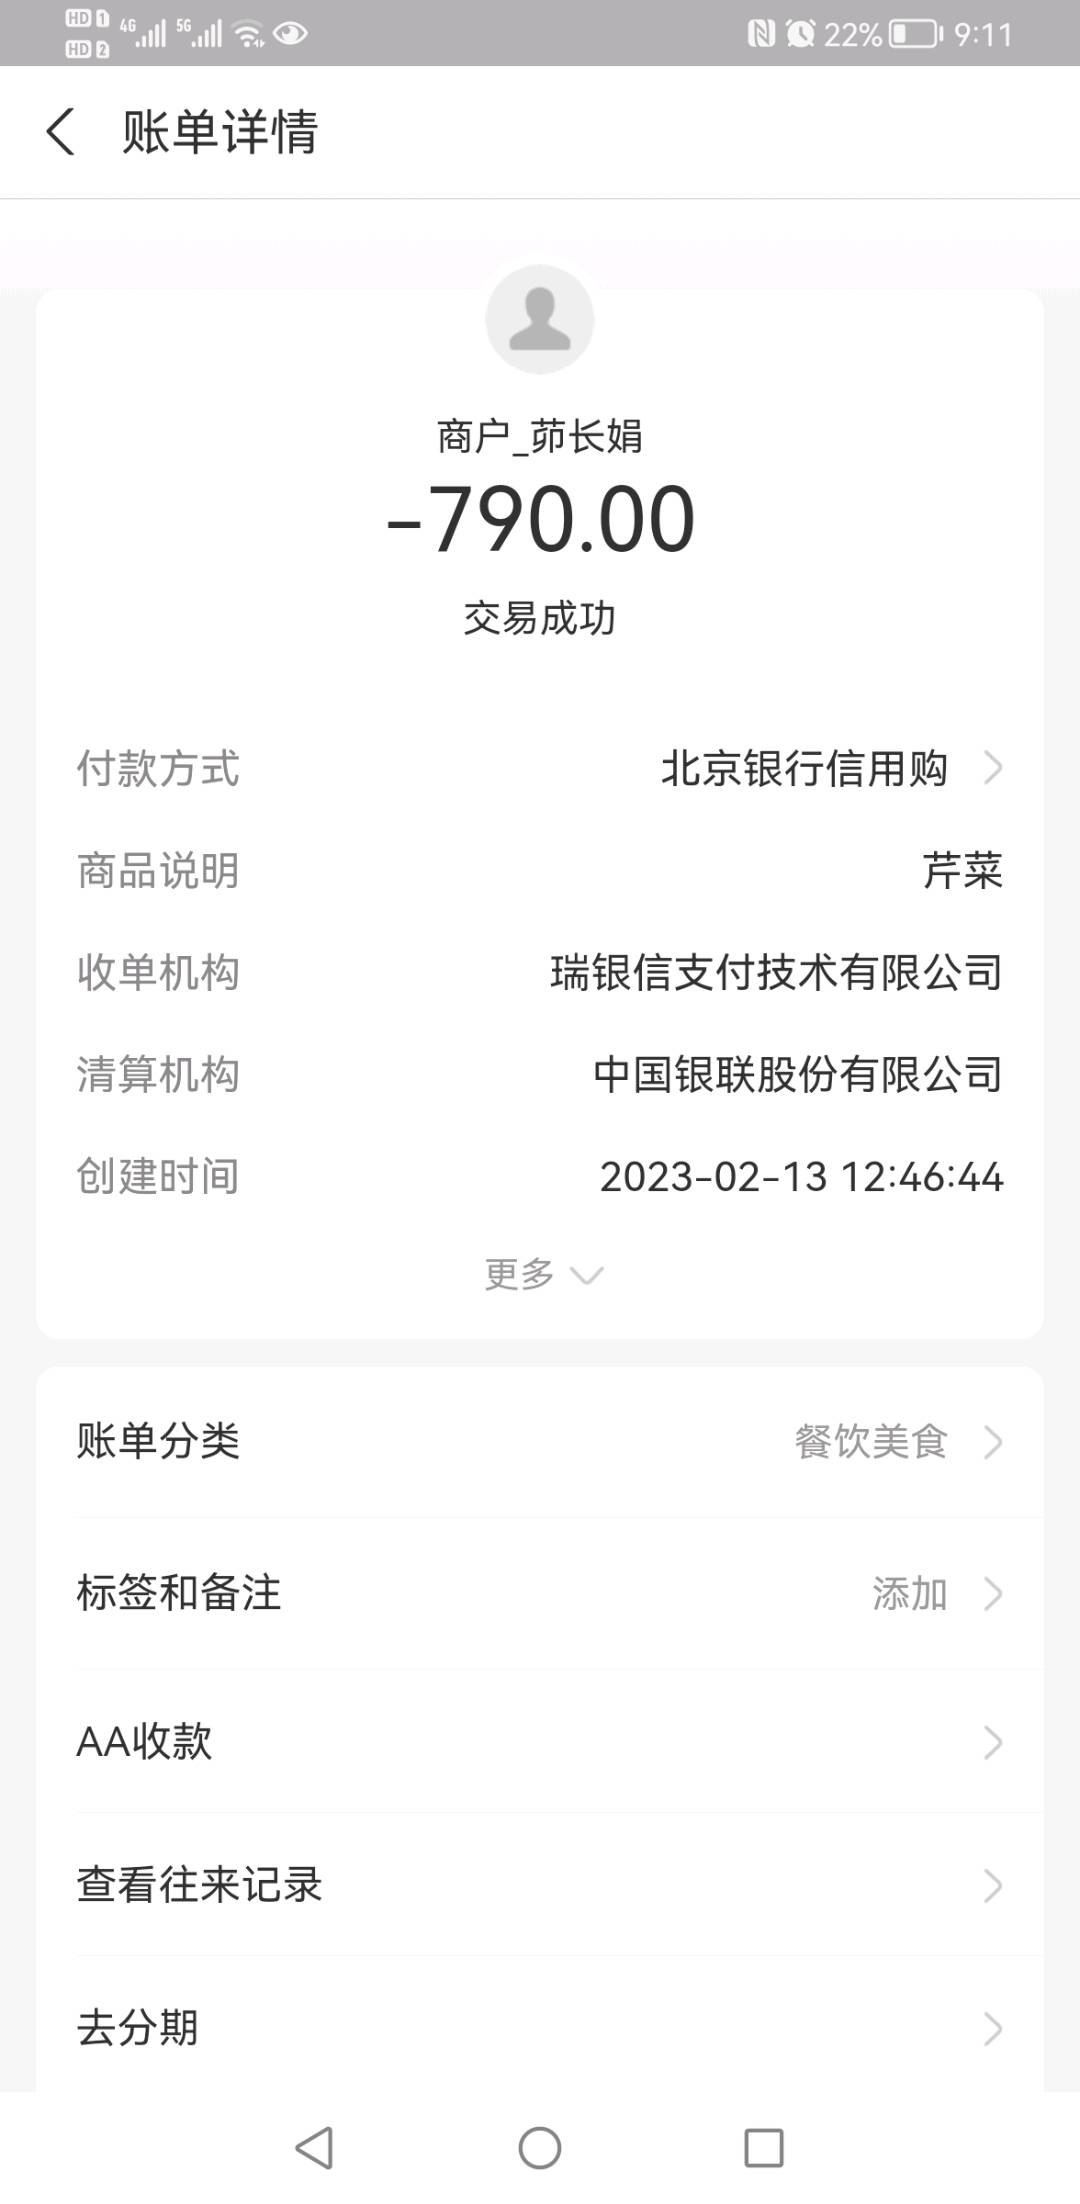 HD 1 4G 5G 22% 9:11
HD 2
账单详情
商户_茆长娟
-790.00
交易成功
付款方式 北京银行信用购
商品说明 芹菜
收单机构 瑞银信支付技术有限公司
清算机构 中国银联股份有限公司
创建时间 2023-02-13 12:46:44
更多
账单分类 餐饮美食
标签和备注 添加
AA收款
查看往来记录
去分期